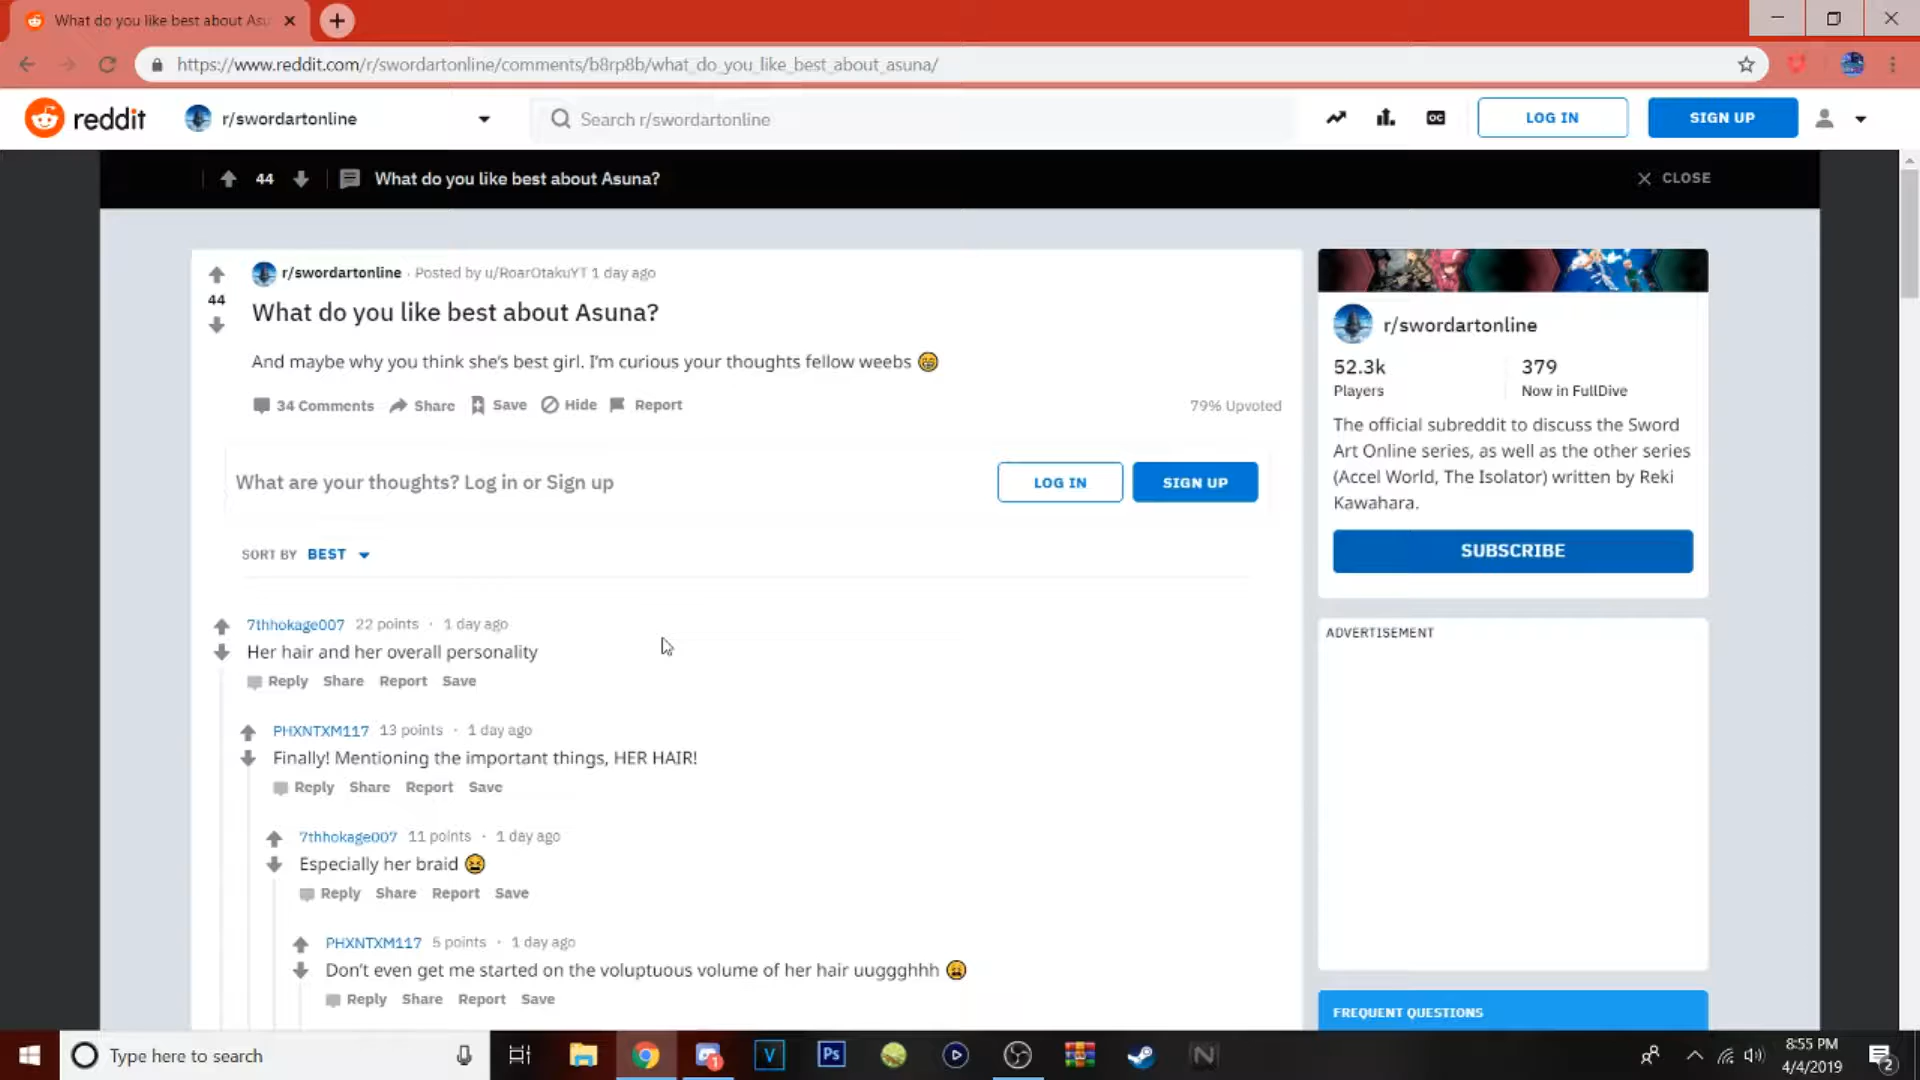 What do you like best about Asu
https://www.reddit.com/r/swordartonline/comments/b8rp8b/what_do_you_like_best_about_asuna/
reddit
r/swordartonline
Search r/swordartonline
OC
LOG IN
SIGN UP
44
What do you like best about Asuna?
CLOSE
r/swordartonline · Posted by u/RoarOtakuYT 1 day ago
44
What do you like best about Asuna?
And maybe why you think she's best girl. I'm curious your thoughts fellow weebs 😁
34 Comments Share Save Hide Report
79% Upvoted
What are your thoughts? Log in or Sign up
LOG IN
SIGN UP
SORT BY BEST
7thhokage007 22 points · 1 day ago
Her hair and her overall personality
Reply Share Report Save
PHXNTXM117 13 points · 1 day ago
Finally! Mentioning the important things, HER HAIR!
Reply Share Report Save
7thhokage007 11 points · 1 day ago
Especially her braid 😫
Reply Share Report Save
PHXNTXM117 5 points · 1 day ago
Don't even get me started on the voluptuous volume of her hair uuggghhh 😩
Reply Share Report Save
r/swordartonline
52.3k
Players
379
Now in FullDive
The official subreddit to discuss the Sword
Art Online series, as well as the other series
(Accel World, The Isolator) written by Reki
Kawahara.
SUBSCRIBE
ADVERTISEMENT
FREQUENT QUESTIONS
Type here to search
1
V
Ps
N
8:55 PM
4/4/2019
2